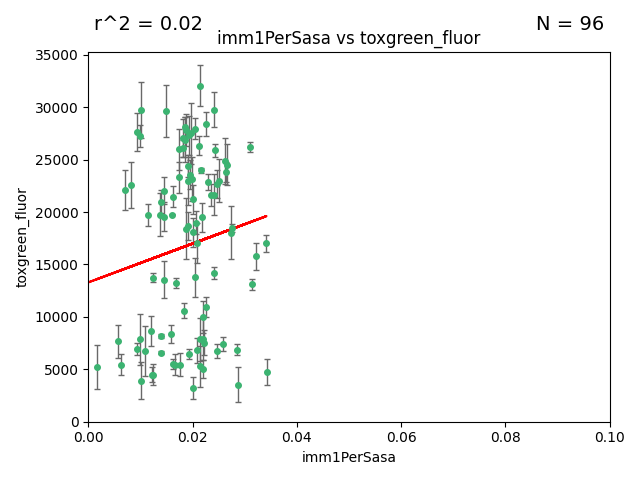 r^2 = 0.02
N = 96
imm1PerSasa vs toxgreen_fluor
35000
30000
25000
20000
15000
10000
5000
0
toxgreen_fluor
0.00
0.02
0.04
0.06
0.08
0.10
imm1PerSasa